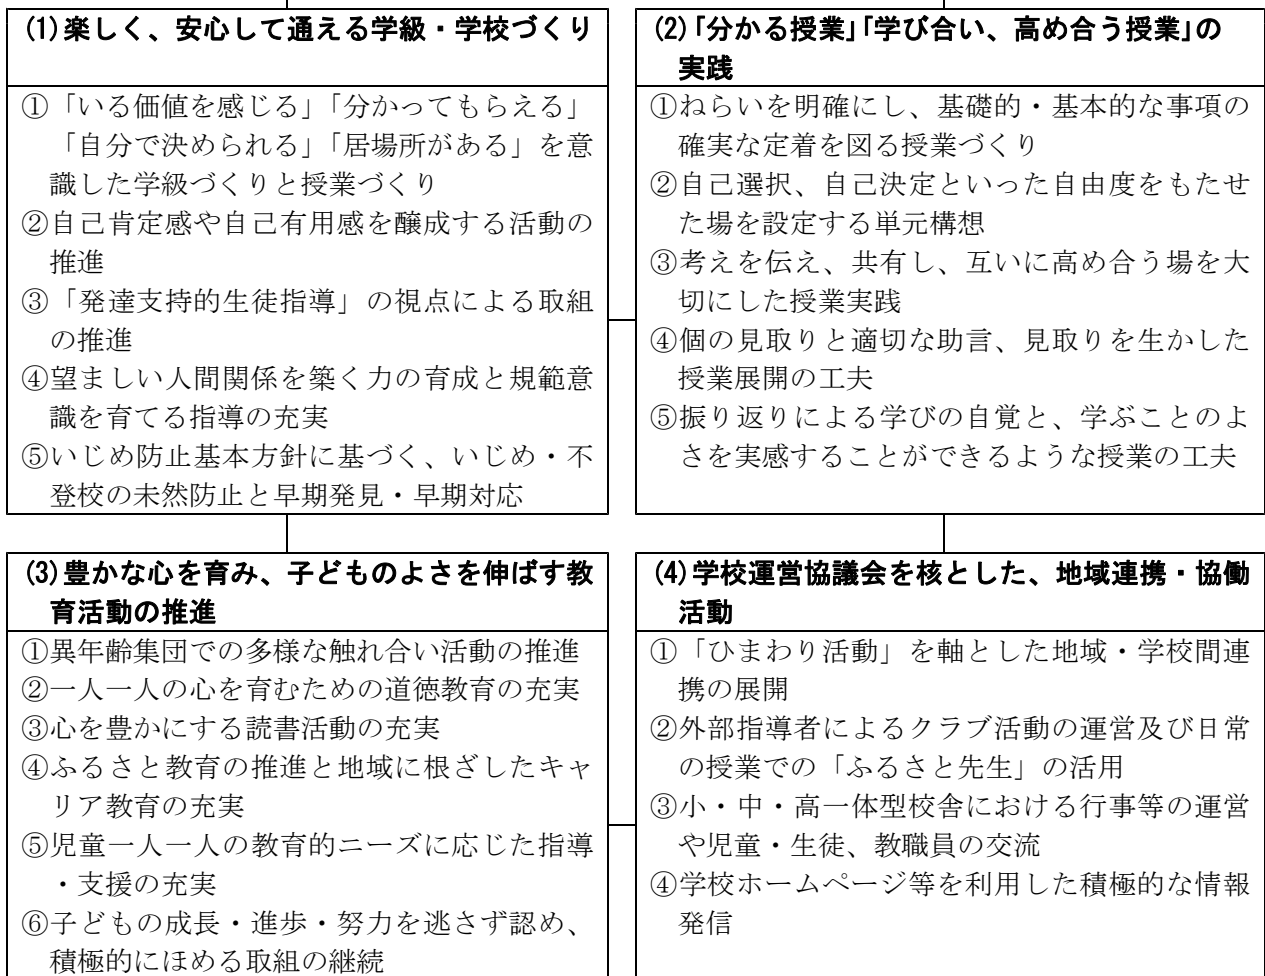 (1)楽しく、安心して通える学級・学校づくり
①「いる価値を感じる」「分かってもらえる」
「自分で決められる」「居場所がある」を意
識した学級づくりと授業づくり
②自己肯定感や自己有用感を醸成する活動の
推進
③「発達支持的生徒指導」の視点による取組
の推進
④望ましい人間関係を築く力の育成と規範意
識を育てる指導の充実
⑤いじめ防止基本方針に基づく、いじめ・不
登校の未然防止と早期発見・早期対応
(2)「分かる授業」「学び合い、高め合う授業」の
実践
①ねらいを明確にし、基礎的・基本的な事項の
確実な定着を図る授業づくり
②自己選択、自己決定といった自由度をもたせ
た場を設定する単元構想
③考えを伝え、共有し、互いに高め合う場を大
切にした授業実践
④個の見取りと適切な助言、見取りを生かした
授業展開の工夫
⑤振り返りによる学びの自覚と、学ぶことのよ
さを実感することができるような授業の工夫
(3)豊かな心を育み、子どものよさを伸ばす教
育活動の推進
①異年齢集団での多様な触れ合い活動の推進
②一人一人の心を育むための道徳教育の充実
③心を豊かにする読書活動の充実
④ふるさと教育の推進と地域に根ざしたキャ
リア教育の充実
⑤児童一人一人の教育的ニーズに応じた指導
・支援の充実
⑥子どもの成長・進歩・努力を逃さず認め、
積極的にほめる取組の継続
(4)学校運営協議会を核とした、地域連携・協働
活動
①「ひまわり活動」を軸とした地域・学校間連
携の展開
②外部指導者によるクラブ活動の運営及び日常
の授業での「ふるさと先生」の活用
③小・中・高一体型校舎における行事等の運営
や児童・生徒、教職員の交流
④学校ホームページ等を利用した積極的な情報
発信